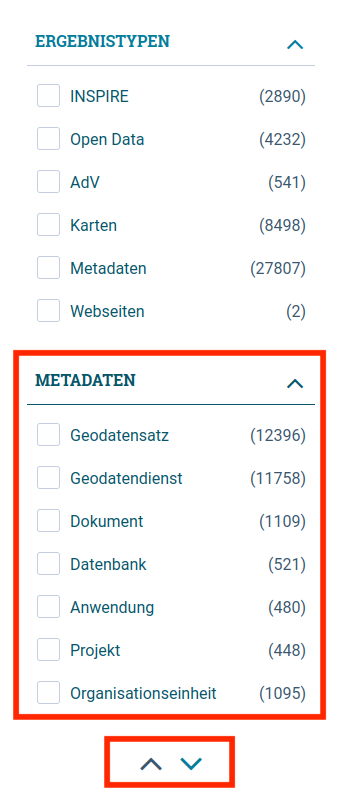 ERGEBNISTYPEN
INSPIRE (2890)
Open Data (4232)
AdV (541)
Karten (8498)
Metadaten (27807)
Webseiten (2)
METADATEN
Geodatensatz (12396)
Geodatendienst (11758)
Dokument (1109)
Datenbank (521)
Anwendung (480)
Projekt (448)
Organisationseinheit (1095)